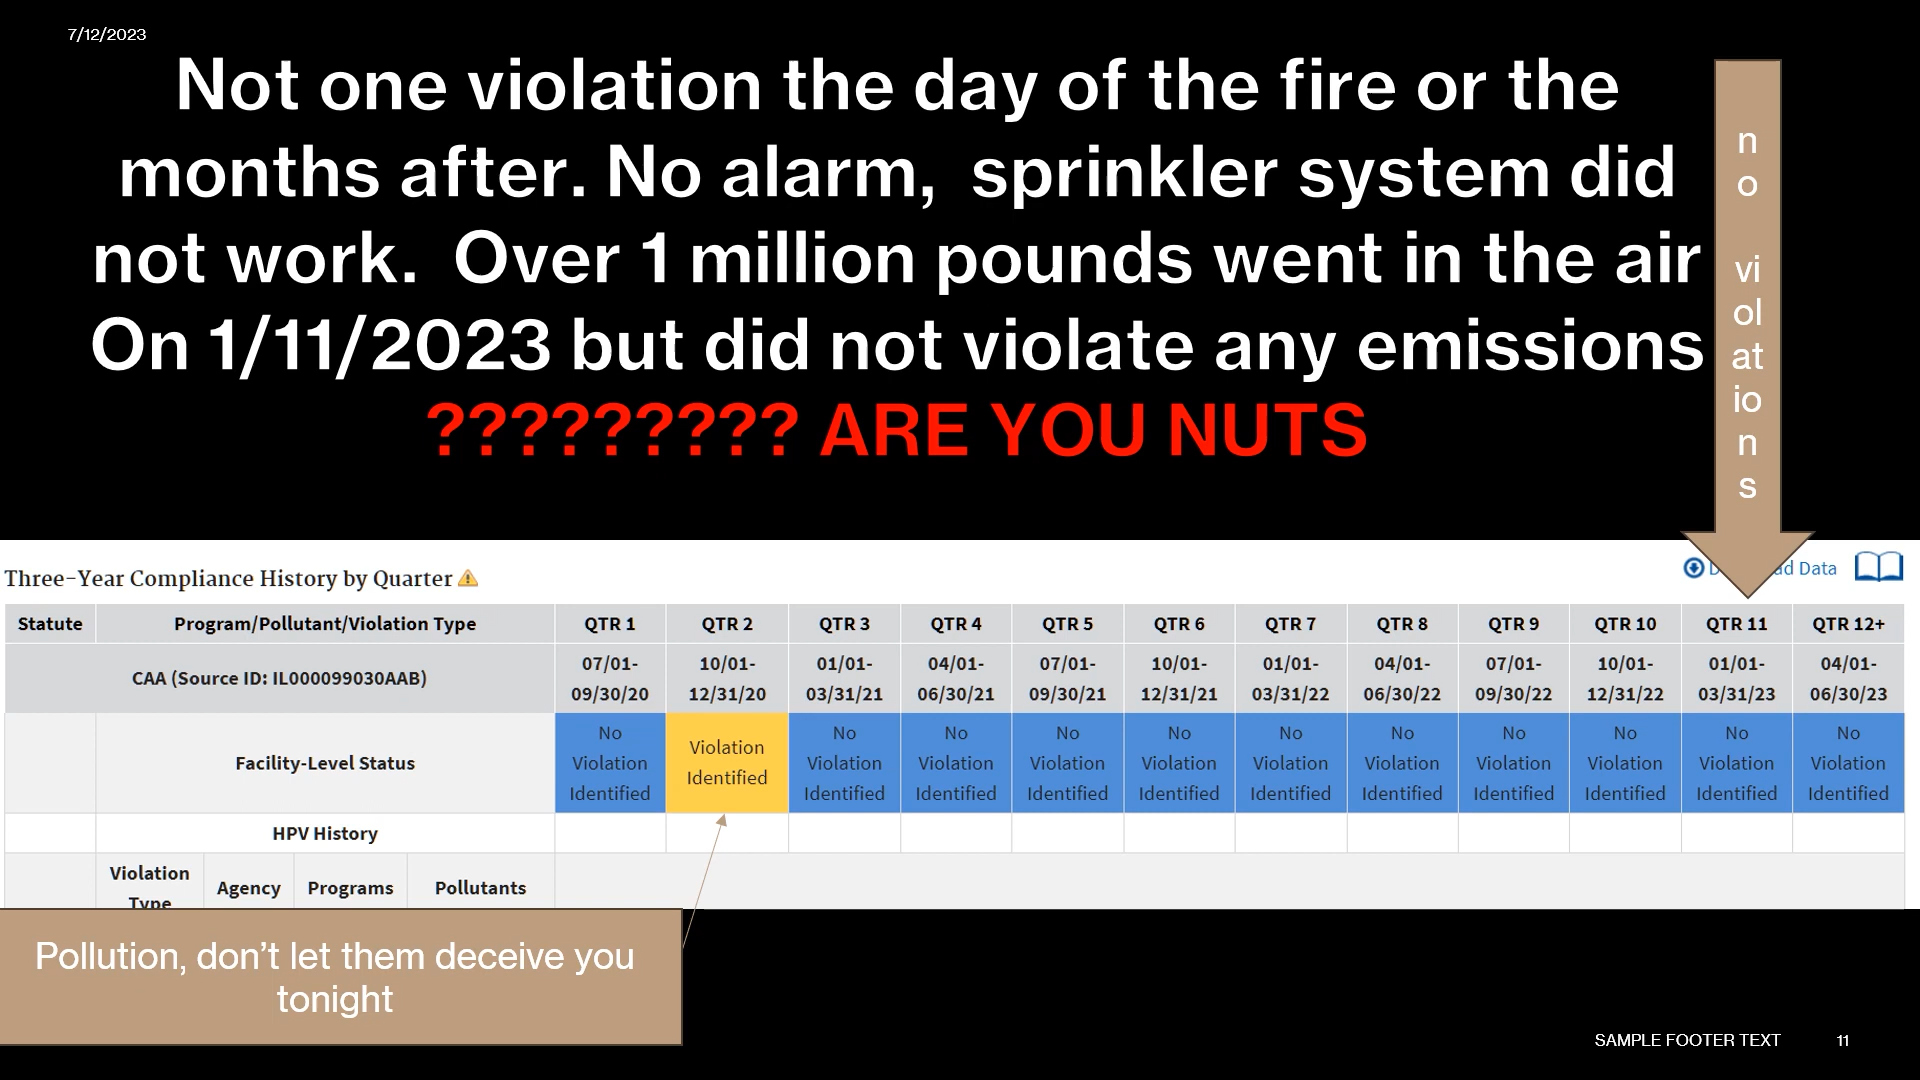 7/12/2023
Not one violation the day of the fire or the
months after. No alarm,  sprinkler system did
not work.  Over 1 million pounds went in the air
On 1/11/2023 but did not violate any emissions
????????? ARE YOU NUTS
n
o
vi
ol
at
io
n
s
Three-Year Compliance History by Quarter
ad Data
Statute Program/Pollutant/Violation Type QTR 1 QTR 2 QTR 3 QTR 4 QTR 5 QTR 6 QTR 7 QTR 8 QTR 9 QTR 10 QTR 11 QTR 12+
CAA (Source ID: IL000099030AAB)
07/01- 10/01- 01/01- 04/01- 07/01- 10/01- 01/01- 04/01- 07/01- 10/01- 01/01- 04/01-
09/30/20 12/31/20 03/31/21 06/30/21 09/30/21 12/31/21 03/31/22 06/30/22 09/30/22 12/31/22 03/31/23 06/30/23
Facility-Level Status
No Violation No No No No No No No No No No
Violation Identified Violation Violation Violation Violation Violation Violation Violation Violation Violation Violation
Identified Identified Identified Identified Identified Identified Identified Identified Identified Identified Identified
HPV History
Violation Agency Programs Pollutants
Type
Pollution, don’t let them deceive you
tonight
SAMPLE FOOTER TEXT 11